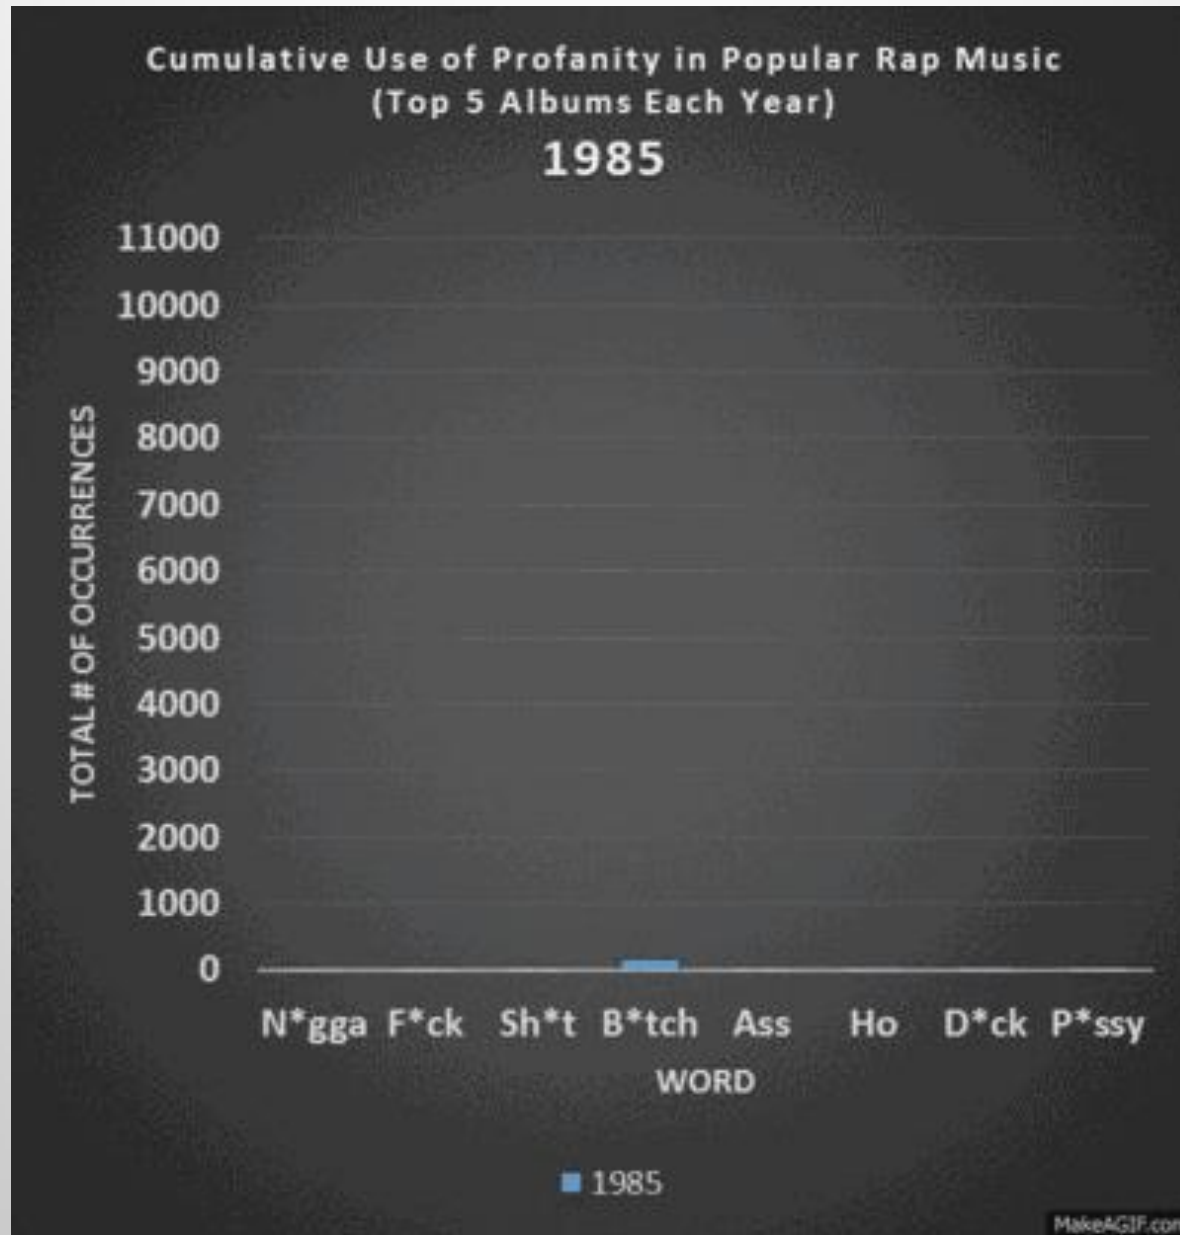 Cumulative Use of Profanity in Popular Rap Music
(Top 5 Albums Each Year)
1985
11000
10000
9000
8000
7000
6000
5000
4000
3000
2000
1000
0
TOTAL # OF OCCURRENCES
N*gga F*ck Sh*t B*tch Ass Ho D*ck P*ssy
WORD
1985
MakeAGIF.com